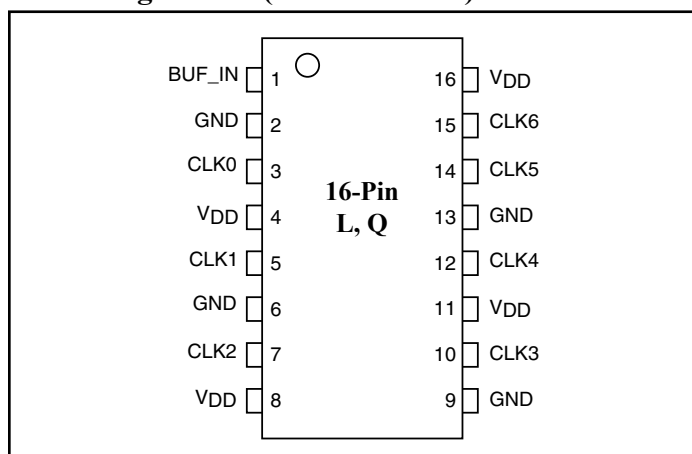 BUF_IN 1 16 VDD
GND 2 15 CLK6
CLK0 3 14 CLK5
16-Pin
L, Q
VDD 4 13 GND
CLK1 5 12 CLK4
GND 6 11 VDD
CLK2 7 10 CLK3
VDD 8 9 GND